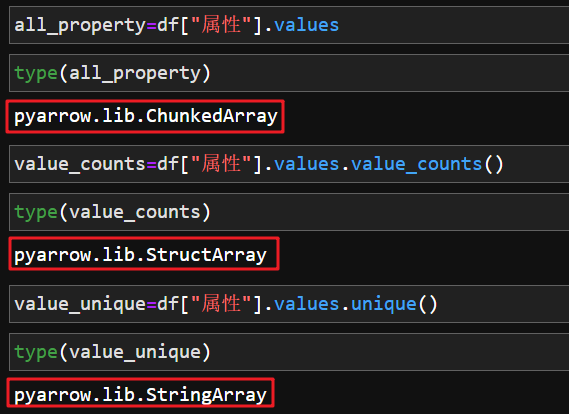 all_property=df["属性"].values
type(all_property)
pyarrow.lib.ChunkedArray
value_counts=df["属性"].values.value_counts()
type(value_counts)
pyarrow.lib.StructArray
value_unique=df["属性"].values.unique()
type(value_unique)
pyarrow.lib.StringArray